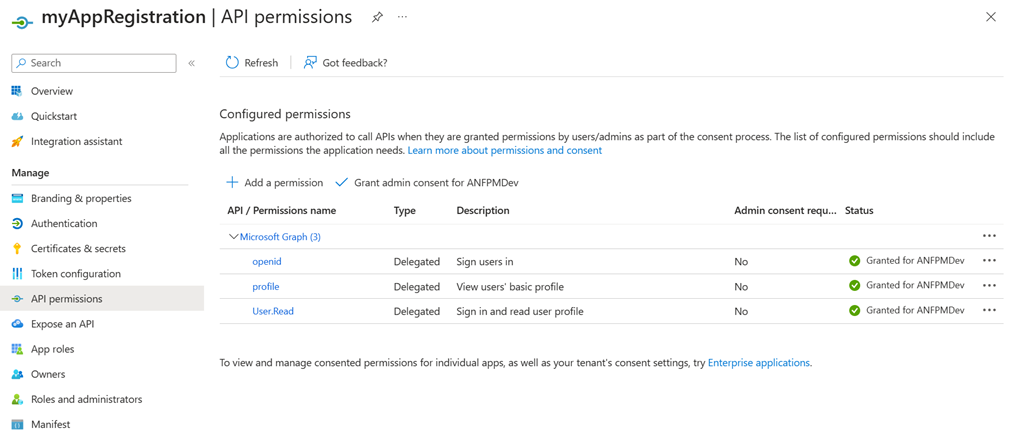 myAppRegistration | API permissions
Search
Refresh
Got feedback?
Overview
Quickstart
Integration assistant
Manage
Branding & properties
Authentication
Certificates & secrets
Token configuration
API permissions
Expose an API
App roles
Owners
Roles and administrators
Manifest
Configured permissions
Applications are authorized to call APIs when they are granted permissions by users/admins as part of the consent process. The list of configured permissions should include
all the permissions the application needs. Learn more about permissions and consent
Add a permission Grant admin consent for ANFPMDev
API / Permissions name Type Description Admin consent requ... Status
Microsoft Graph (3)
openid Delegated Sign users in No Granted for ANFPMDev
profile Delegated View users' basic profile No Granted for ANFPMDev
User.Read Delegated Sign in and read user profile No Granted for ANFPMDev
To view and manage consented permissions for individual apps, as well as your tenant's consent settings, try Enterprise applications.